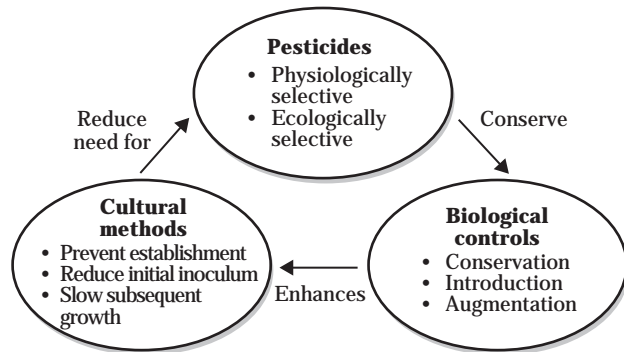 Pesticides
• Physiologically
selective
• Ecologically
selective
Reduce
need for
Conserve
Cultural
methods
• Prevent establishment
• Reduce initial inoculum
• Slow subsequent
growth
Enhances
Biological
controls
• Conservation
• Introduction
• Augmentation